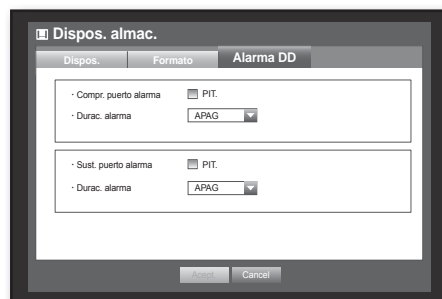 Dispos. almac.
Dispos. Formato Alarma DD
· Compr. puerto alarma PIT.
· Durac. alarma APAG
· Sust. puerto alarma PIT.
· Durac. alarma APAG
Acept. Cancel